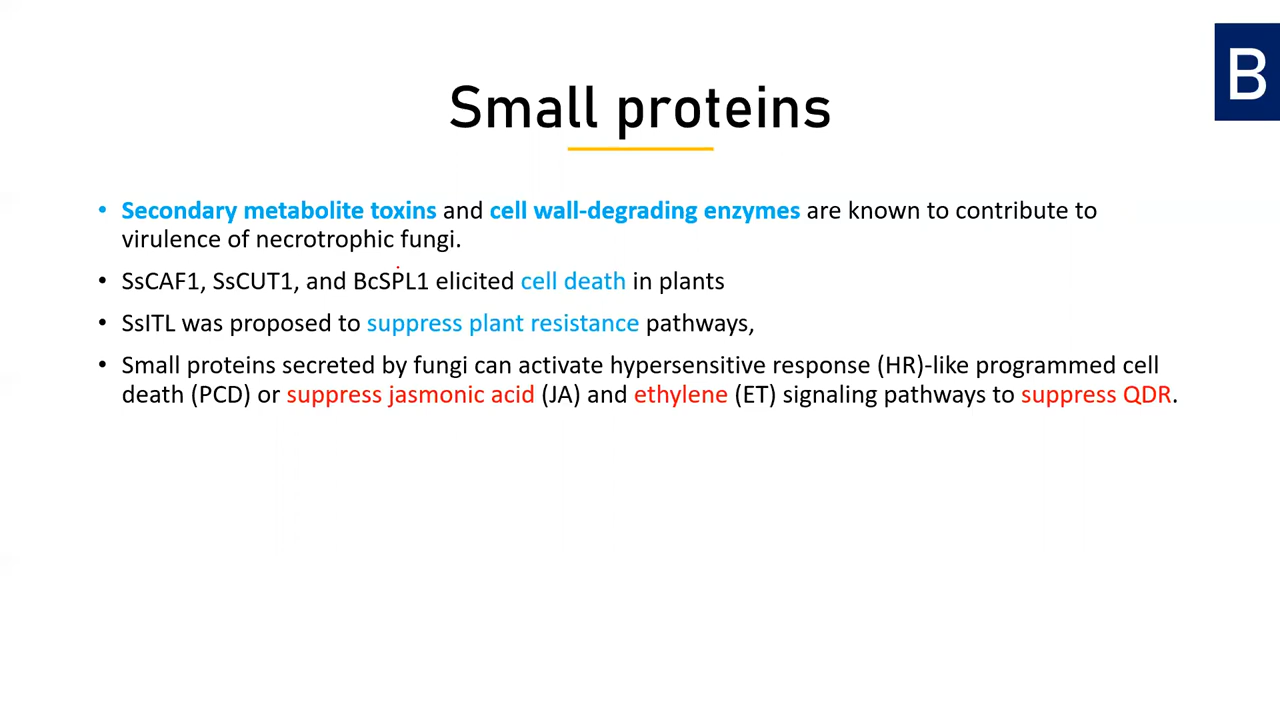 B
Small proteins
• Secondary metabolite toxins and cell wall-degrading enzymes are known to contribute to
virulence of necrotrophic fungi.
• SsCAF1, SsCUT1, and BcSPL1 elicited cell death in plants
• SsITL was proposed to suppress plant resistance pathways,
• Small proteins secreted by fungi can activate hypersensitive response (HR)-like programmed cell
death (PCD) or suppress jasmonic acid (JA) and ethylene (ET) signaling pathways to suppress QDR.